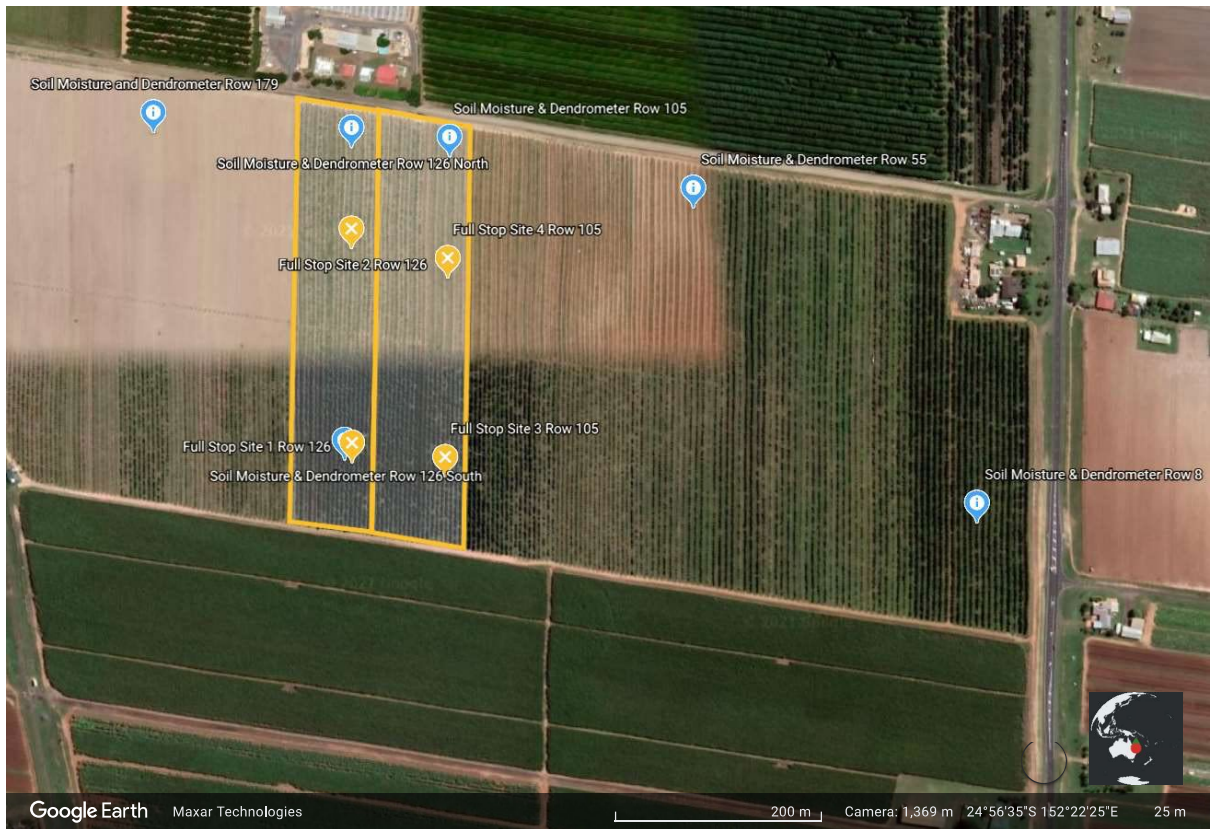 Soil Moisture and Dendrometer Row 179
Soil Moisture & Dendrometer Row 105
Soil Moisture & Dendrometer Row 126 North
Soil Moisture & Dendrometer Row 55
Full Stop Site 4 Row 105
Full Stop Site 2 Row 126
Full Stop Site 3 Row 105
Full Stop Site 1 Row 126
Soil Moisture & Dendrometer Row 126 South
Soil Moisture & Dendrometer Row 8
Google Earth
Maxar Technologies
200 m
Camera: 1,369 m
24°56'35"S 152°22'25"E
25 m